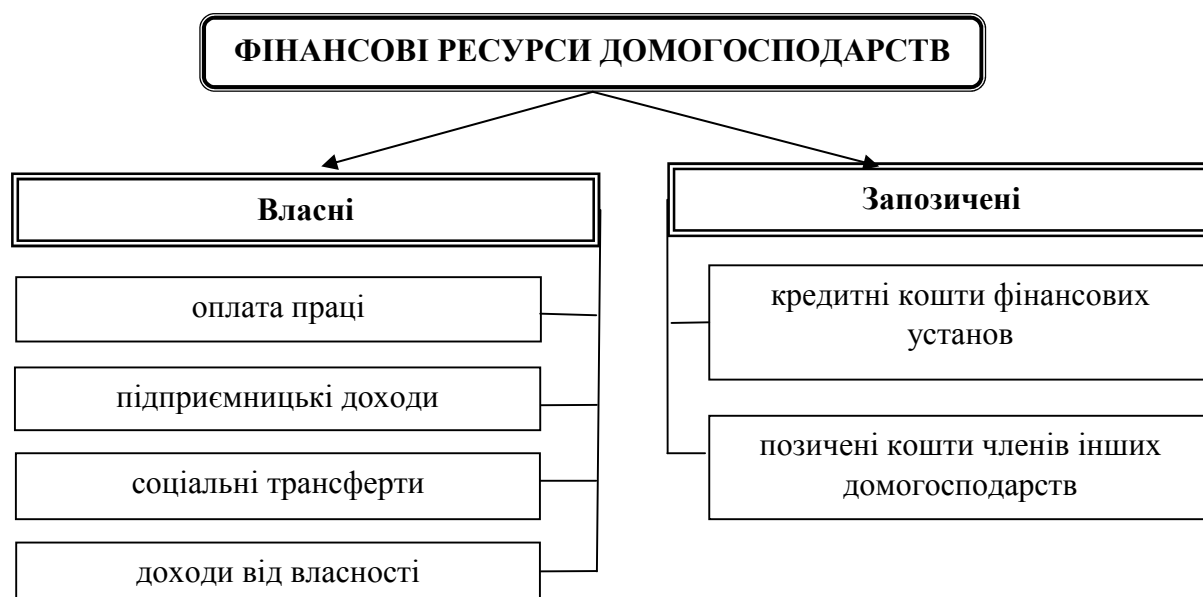 ФІНАНСОВІ РЕСУРСИ ДОМОГОСПОДАРСТВ
Власні
оплата праці
підприємницькі доходи
соціальні трансферти
доходи від власності
Запозичені
кредитні кошти фінансових
установ
позичені кошти членів інших
домогосподарств